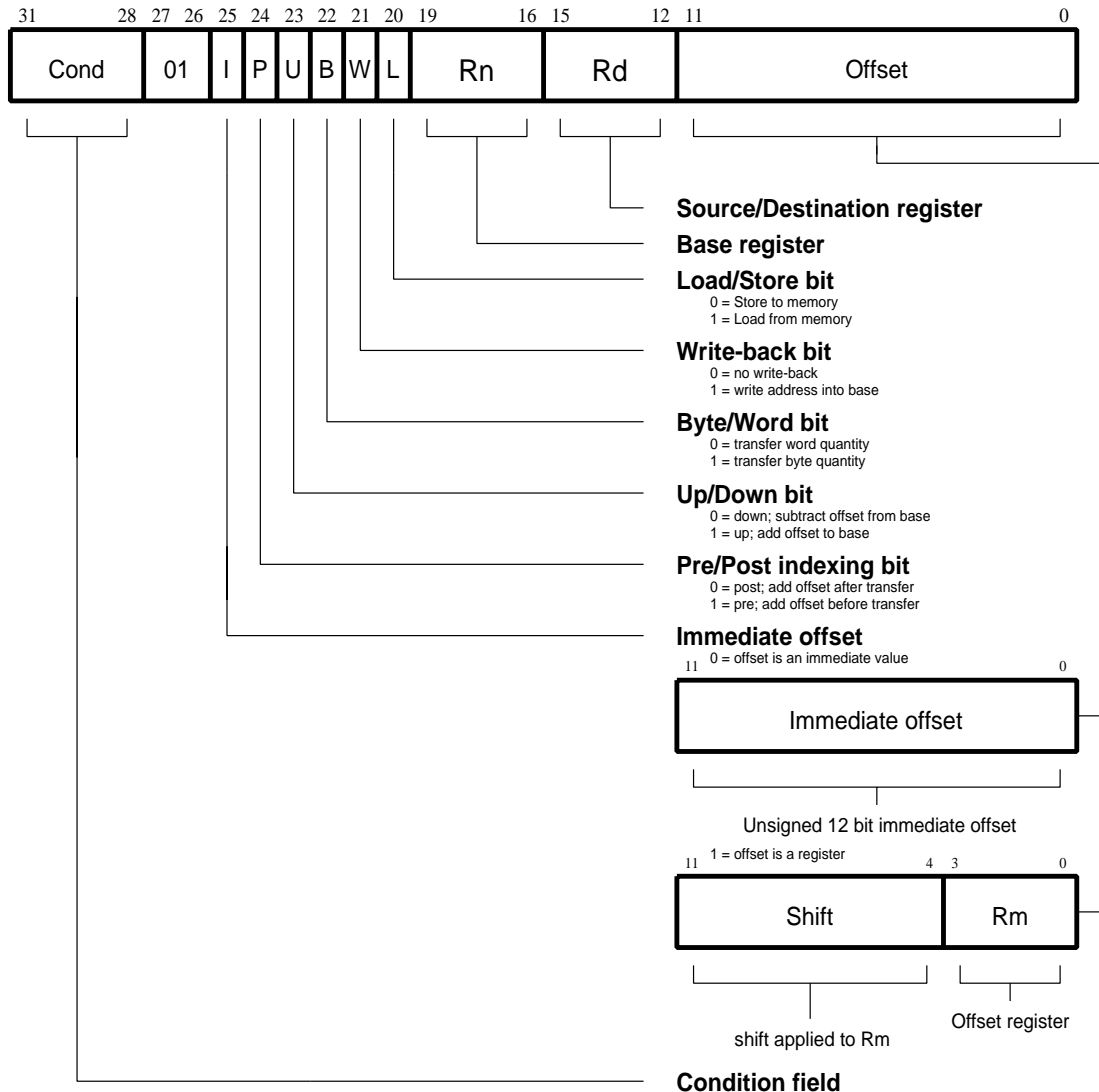 31 28 27 26 25 24 23 22 21 20 19 16 15 12 11 0
Cond 01 I P U B W L Rn Rd Offset
Source/Destination register
Base register
Load/Store bit
0 = Store to memory
1 = Load from memory
Write-back bit
0 = no write-back
1 = write address into base
Byte/Word bit
0 = transfer word quantity
1 = transfer byte quantity
Up/Down bit
0 = down; subtract offset from base
1 = up; add offset to base
Pre/Post indexing bit
0 = post; add offset after transfer
1 = pre; add offset before transfer
Immediate offset
0 = offset is an immediate value
11 0
Immediate offset
Unsigned 12 bit immediate offset
1 = offset is a register
11 4 3 0
Shift Rm
Offset register
shift applied to Rm
Condition field